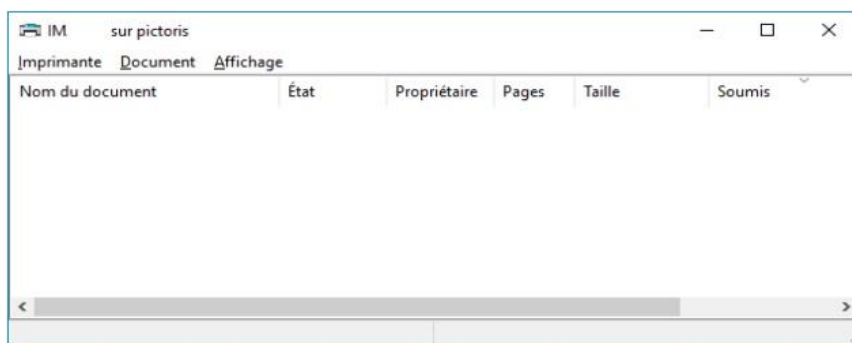 IM sur pictoris
Imprimante Document Affichage
Nom du document État Propriétaire Pages Taille Soumis